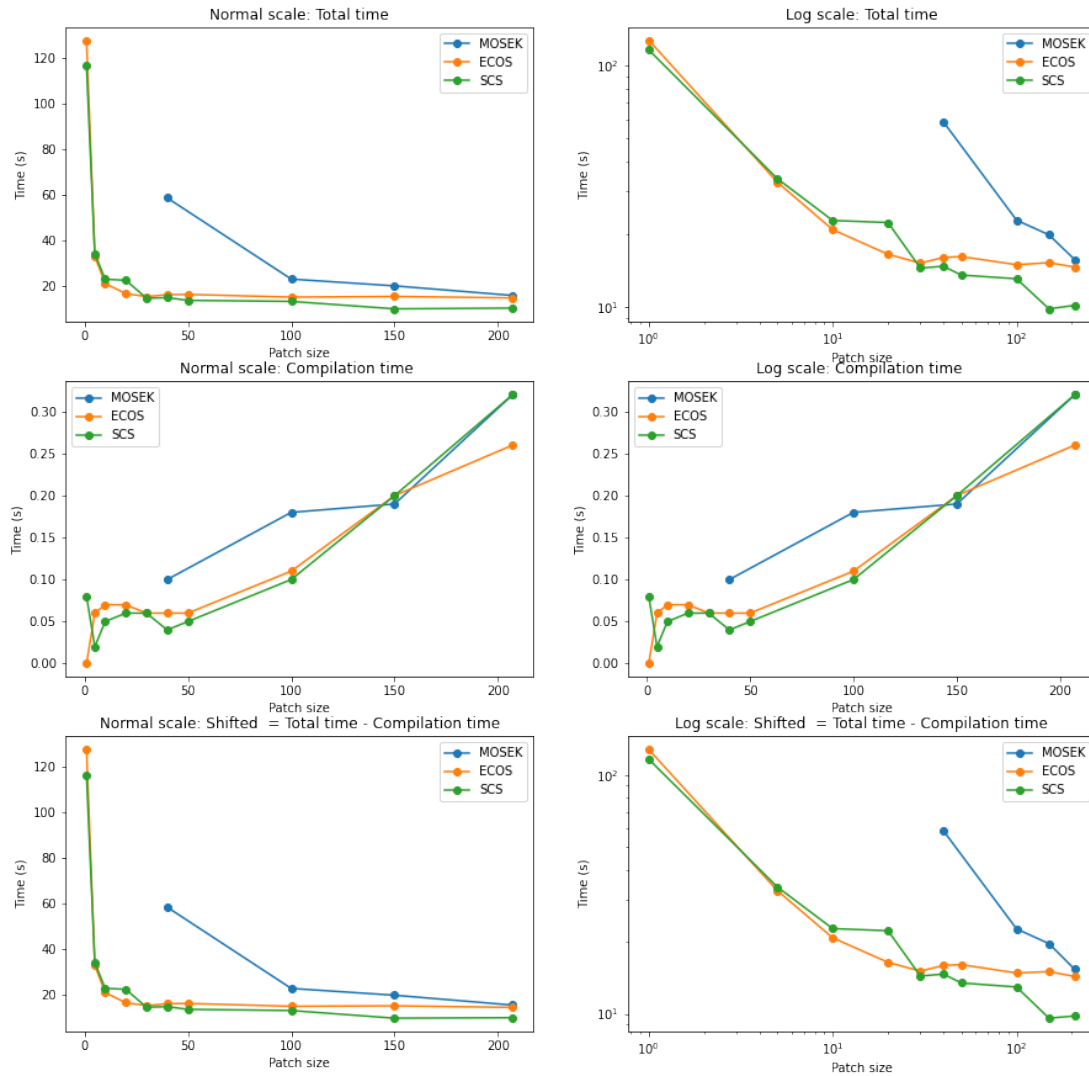 Normal scale: Total time
120
100
80
60
40
20
0
50
100
150
200
Time (s)
Patch size
MOSEK
ECOS
SCS
Log scale: Total time
10²
10¹
10⁰
10¹
10²
Time (s)
Patch size
MOSEK
ECOS
SCS
Normal scale: Compilation time
0.30
0.25
0.20
0.15
0.10
0.05
0.00
0
50
100
150
200
Time (s)
Patch size
MOSEK
ECOS
SCS
Log scale: Compilation time
0.30
0.25
0.20
0.15
0.10
0.05
0.00
0
50
100
150
200
Time (s)
Patch size
MOSEK
ECOS
SCS
Normal scale: Shifted  = Total time - Compilation time
120
100
80
60
40
20
0
50
100
150
200
Time (s)
Patch size
MOSEK
ECOS
SCS
Log scale: Shifted  = Total time - Compilation time
10²
10¹
10⁰
10¹
10²
Time (s)
Patch size
MOSEK
ECOS
SCS